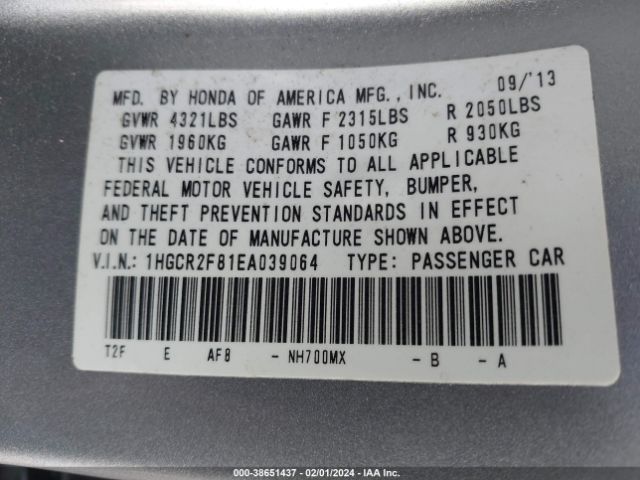 MFD. BY HONDA OF AMERICA MFG., INC. 09/'13
GVWR 4321LBS GAWR F 2315LBS R 2050LBS
GVWR 1960KG GAWR F 1050KG R 930KG
THIS VEHICLE CONFORMS TO ALL APPLICABLE
FEDERAL MOTOR VEHICLE SAFETY, BUMPER,
AND THEFT PREVENTION STANDARDS IN EFFECT
ON THE DATE OF MANUFACTURE SHOWN ABOVE.
V.I.N.: 1HGCR2F81EA039064 TYPE: PASSENGER CAR
T2F E AF8 - NH700MX - B - A
000-38651437 - 02/01/2024 - IAA Inc. Copyright